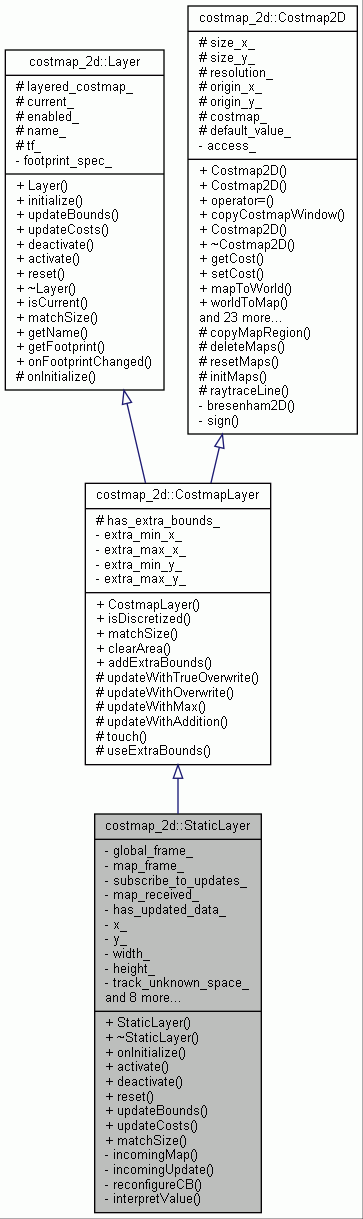 costmap_2d::Layer
# layered_costmap_
# current_
# enabled_
# name_
# tf_
- footprint_spec_
+ Layer()
+ initialize()
+ updateBounds()
+ updateCosts()
+ deactivate()
+ activate()
+ reset()
+ ~Layer()
+ isCurrent()
+ matchSize()
+ getName()
+ getFootprint()
+ onFootprintChanged()
# onInitialize()
costmap_2d::Costmap2D
# size_x_
# size_y_
# resolution_
# origin_x_
# origin_y_
# costmap_
# default_value_
- access_
+ Costmap2D()
+ Costmap2D()
+ operator=()
+ copyCostmapWindow()
+ Costmap2D()
+ ~Costmap2D()
+ getCost()
+ setCost()
+ mapToWorld()
+ worldToMap()
and 23 more...
# copyMapRegion()
# deleteMaps()
# resetMaps()
# initMaps()
# raytraceLine()
- bresenham2D()
- sign()
costmap_2d::CostmapLayer
# has_extra_bounds_
- extra_min_x_
- extra_max_x_
- extra_min_y_
- extra_max_y_
+ CostmapLayer()
+ isDiscretized()
+ matchSize()
+ clearArea()
+ addExtraBounds()
# updateWithTrueOverwrite()
# updateWithOverwrite()
# updateWithMax()
# updateWithAddition()
# touch()
# useExtraBounds()
costmap_2d::StaticLayer
- global_frame_
- map_frame_
- subscribe_to_updates_
- map_received_
- has_updated_data_
- x_
- y_
- width_
- height_
- track_unknown_space_
and 8 more...
+ StaticLayer()
+ ~StaticLayer()
+ onInitialize()
+ activate()
+ deactivate()
+ reset()
+ updateBounds()
+ updateCosts()
+ matchSize()
- incomingMap()
- incomingUpdate()
- reconfigureCB()
- interpretValue()